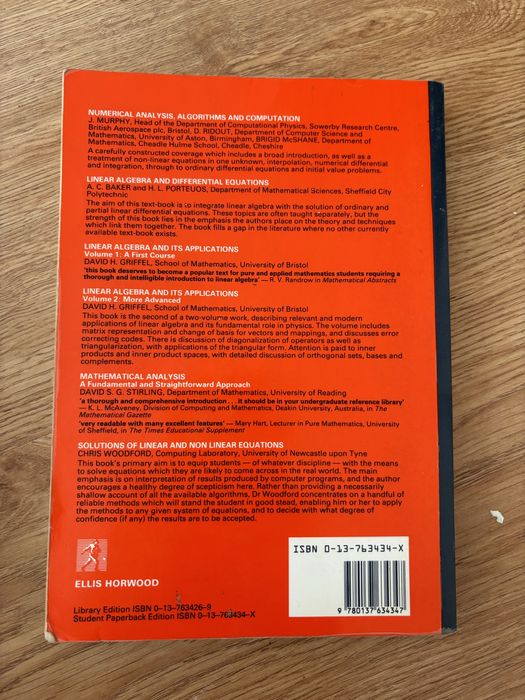 NUMERICAL ANALYSIS, ALGORITHMS AND COMPUTATION
J. MURPHY, Head of the Department of Computational Physics, Sowerby Research Centre,
British Aerospace plc, Bristol, D. RIDOUT, Department of Computer Science and
Mathematics, University of Aston, Birmingham, BRIGID McSHANE, Department of
Mathematics, Cheadle Hulme School, Cheadle, Cheshire
A carefully constructed coverage which includes a broad introduction, as well as a
treatment of non-linear equations in one unknown, interpolation, numerical differential
and integration, through to ordinary differential equations and initial value problems.
LINEAR ALGEBRA AND DIFFERENTIAL EQUATIONS
A. C. BAKER and H. L. PORTEUOS, Department of Mathematical Sciences, Sheffield City
Polytechnic
The aim of this text-book is to integrate linear algebra with the solution of ordinary and
partial linear differential equations. These topics are often taught separately, but the
strength of this book lies in the emphasis the authors place on the theory and techniques
which link them together. The book fills a gap in the literature where no other currently
available text-book exists.
LINEAR ALGEBRA AND ITS APPLICATIONS
Volume 1: A First Course
DAVID H. GRIFFEL, School of Mathematics, University of Bristol
'this book deserves to become a popular text for pure and applied mathematics students requiring a
thorough and intelligible introduction to linear algebra' — R. V. Randrow in Mathematical Abstracts
LINEAR ALGEBRA AND ITS APPLICATIONS
Volume 2: More Advanced
DAVID H. GRIFFEL, School of Mathematics, University of Bristol
This book is the second of a two-volume work, describing relevant and modern
applications of linear algebra and its fundamental role in physics. The volume includes
matrix representation and change of basis for vectors and mappings, and discusses error
correcting codes. There is discussion of diagonalization of operators as well as
triangularization, with applications of the triangular form. Attention is paid to inner
products and inner product spaces, with detailed discussion of orthogonal sets, bases and
complements.
MATHEMATICAL ANALYSIS
A Fundamental and Straightforward Approach
DAVID S. G. STIRLING, Department of Mathematics, University of Reading
'a thorough and comprehensive introduction . . . it should be in your undergraduate reference library'
— K. L. McAveney, Division of Computing and Mathematics, Deakin University, Australia, in The
Mathematical Gazette
'very readable with many excellent features' — Mary Hart, Lecturer in Pure Mathematics, University
of Sheffield, in The Times Educational Supplement
SOLUTIONS OF LINEAR AND NON LINEAR EQUATIONS
CHRIS WOODFORD, Computing Laboratory, University of Newcastle upon Tyne
This book's primary aim is to equip students — of whatever discipline — with the means
to solve equations which they are likely to come across in the real world. The main
emphasis is on interpretation of results produced by computer programs, and the author
encourages a healthy degree of scepticism here. Rather than providing a necessarily
shallow account of all the available algorithms, Dr Woodford concentrates on a handful of
reliable methods which will stand the student in good stead, enabling him or her to apply
the methods to any given system of equations, and to decide with what degree of
confidence (if any) the results are to be accepted.
ISBN 0-13-763434-X
9 780137 634347
ELLIS HORWOOD
Library Edition ISBN 0-13-763426-9
Student Paperback Edition ISBN 0-13-763434-X